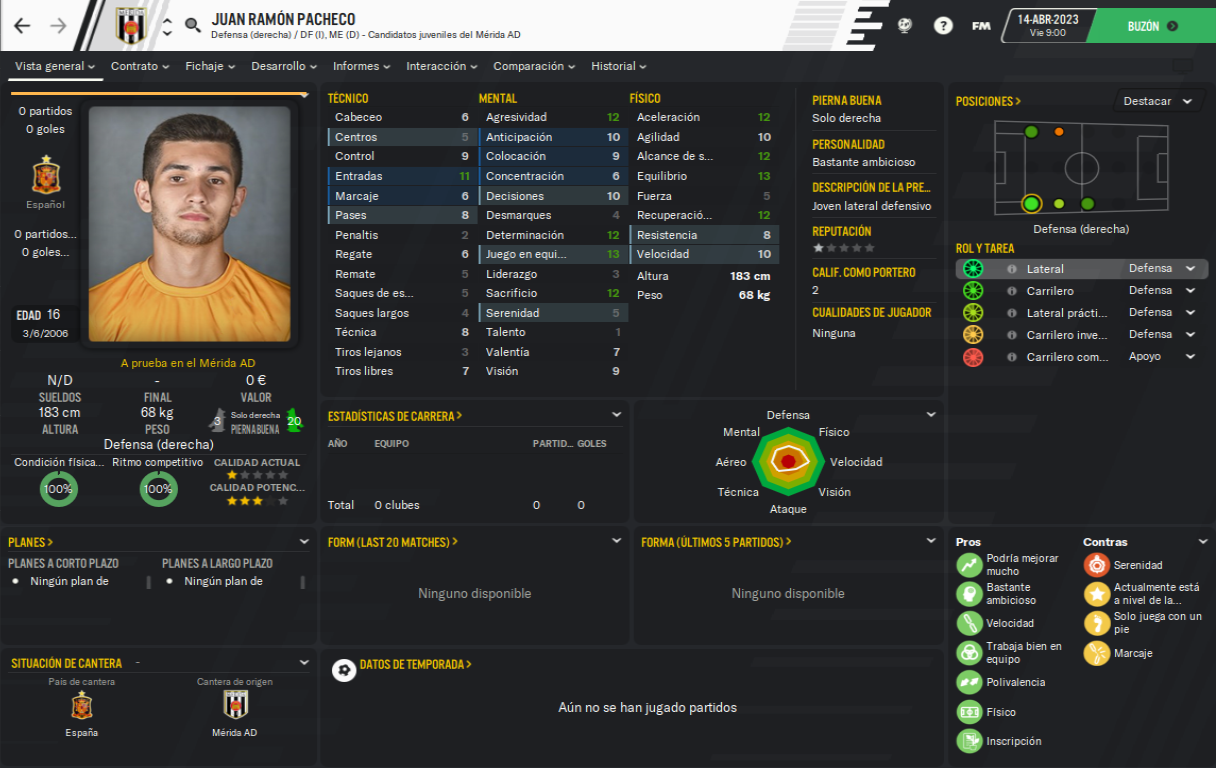 JUAN RAMÓN PACHECO
Defensa (derecha) / DF (I), ME (D) - Candidatos juveniles del Mérida AD
?
FM
14-ABR-2023
Vie 9:00
BUZÓN
Vista general
Contrato
Fichaje
Desarrollo
Informes
Interacción
Comparación
Historial
0 partidos
0 goles
Español
0 partidos...
0 goles...
EDAD 16
3/6/2006
A prueba en el Mérida AD
N/D
SUELDOS
-
FINAL
0 €
VALOR
183 cm
ALTURA
68 kg
PESO
3
Solo derecha
PIERNA BUENA
20
Defensa (derecha)
Condición física...
100%
Ritmo competitivo
100%
CALIDAD ACTUAL
CALIDAD POTENC...
TÉCNICO
Cabeceo 6
Centros 5
Control 9
Entradas 11
Marcaje 6
Pases 8
Penaltis 2
Regate 6
Remate 5
Saques de es... 5
Saques largos 4
Técnica 8
Tiros lejanos 3
Tiros libres 7
MENTAL
Agresividad 12
Anticipación 10
Colocación 9
Concentración 6
Decisiones 10
Desmarques 4
Determinación 12
Juego en equi... 13
Liderazgo 3
Sacrificio 12
Serenidad 5
Talento 1
Valentía 7
Visión 9
FÍSICO
Aceleración 12
Agilidad 10
Alcance de s... 12
Equilibrio 13
Fuerza 5
Recuperació... 12
Resistencia 8
Velocidad 10
Altura 183 cm
Peso 68 kg
PIERNA BUENA
Solo derecha
PERSONALIDAD
Bastante ambicioso
DESCRIPCIÓN DE LA PRE...
Joven lateral defensivo
REPUTACIÓN
CALIF. COMO PORTERO
2
CUALIDADES DE JUGADOR
Ninguna
POSICIONES >
Destacar
Defensa (derecha)
ROL Y TAREA
Lateral Defensa
Carrilero Defensa
Lateral prácti... Defensa
Carrilero inve... Defensa
Carrilero com... Apoyo
ESTADÍSTICAS DE CARRERA >
AÑO EQUIPO PARTID... GOLES
Total 0 clubes 0 0
Defensa
Mental
Físico
Aéreo
Velocidad
Técnica
Visión
Ataque
PLANES >
PLANES A CORTO PLAZO
Ningún plan de
PLANES A LARGO PLAZO
Ningún plan de
FORM (LAST 20 MATCHES) >
Ninguno disponible
FORMA (ÚLTIMOS 5 PARTIDOS) >
Ninguno disponible
Pros
Podría mejorar
mucho
Bastante
ambicioso
Velocidad
Trabaja bien en
equipo
Polivalencia
Físico
Inscripción
Contras
Serenidad
Actualmente está
a nivel de la...
Solo juega con un
pie
Marcaje
SITUACIÓN DE CANTERA -
País de cantera
España
Cantera de origen
Mérida AD
DATOS DE TEMPORADA >
Aún no se han jugado partidos